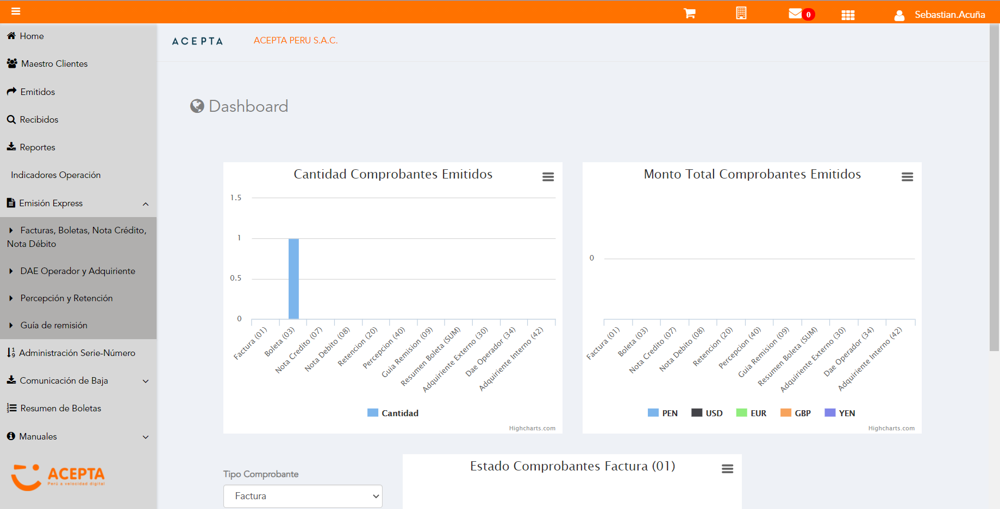 0
Sebastian.Acuña
Home
Maestro Clientes
Emitidos
Recibidos
Reportes
Indicadores Operación
Emisión Express
Facturas, Boletas, Nota Crédito,
Nota Débito
DAE Operador y Adquiriente
Percepción y Retención
Guía de remisión
Administración Serie-Número
Comunicación de Baja
Resumen de Boletas
Manuales
ACEPTA
Perú a velocidad digital
ACEPTA
ACEPTA PERU S.A.C.
Dashboard
Cantidad Comprobantes Emitidos
1.5
1
0.5
0
Factura (01)
Boleta (03)
Nota Credito (07)
Nota Debito (08)
Retencion (20)
Percepcion (40)
Guia Remision (09)
Resumen Boleta (SUM)
Adquiriente Externo (30)
Dae Operador (34)
Adquiriente Interno (42)
Cantidad
Highcharts.com
Monto Total Comprobantes Emitidos
0
Factura (01)
Boleta (03)
Nota Credito (07)
Nota Debito (08)
Retencion (20)
Percepcion (40)
Guia Remision (09)
Resumen Boleta (SUM)
Adquiriente Externo (30)
Dae Operador (34)
Adquiriente Interno (42)
PEN USD EUR GBP YEN
Highcharts.com
Tipo Comprobante
Factura
Estado Comprobantes Factura (01)